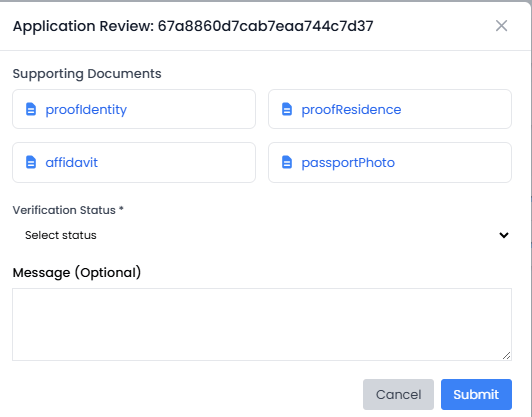 Application Review: 67a8860d7cab7eaa744c7d37
Supporting Documents
proofIdentity
proofResidence
affidavit
passportPhoto
Verification Status *
Select status
Message (Optional)
Cancel
Submit